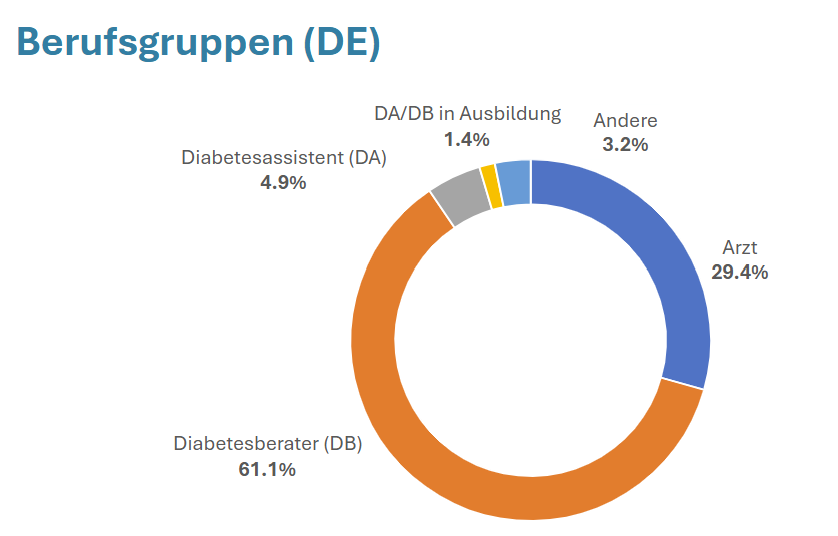 Berufsgruppen (DE)
DA/DB in Ausbildung
1.4%
Andere
3.2%
Diabetesassistent (DA)
4.9%
Arzt
29.4%
Diabetesberater (DB)
61.1%